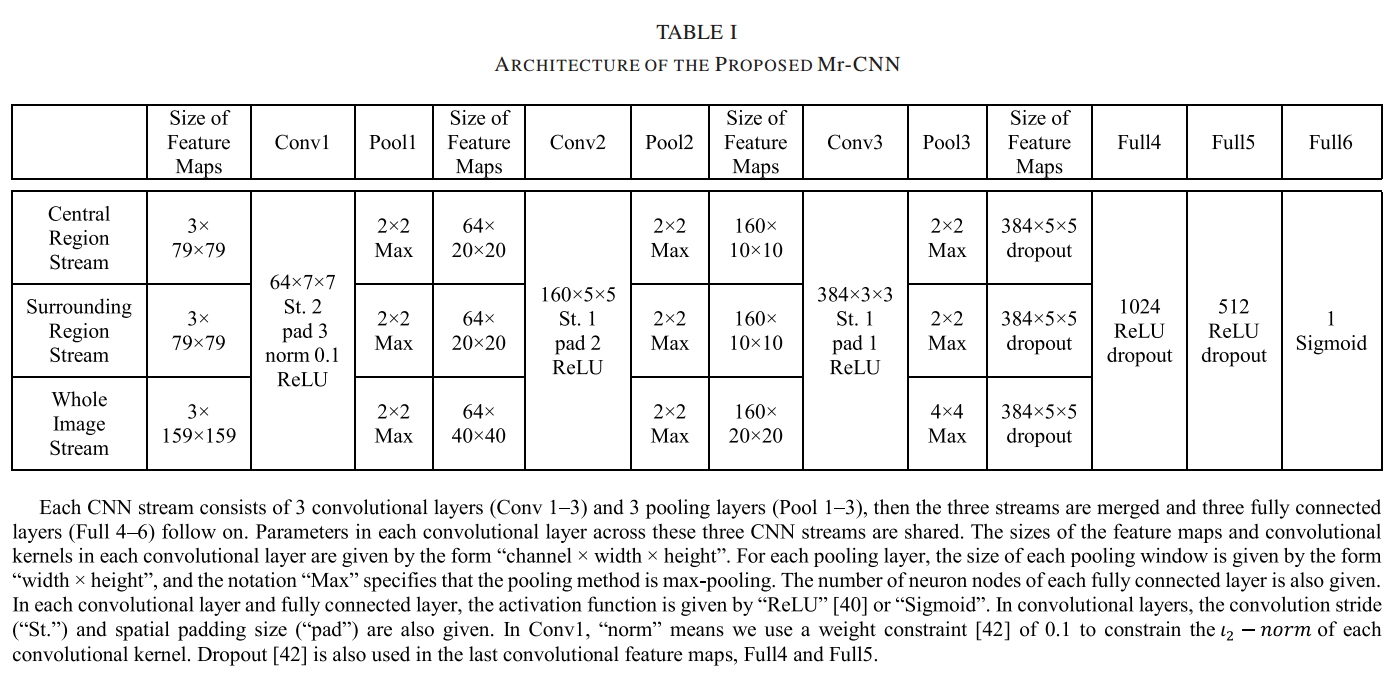 TABLE I
ARCHITECTURE OF THE PROPOSED Mr-CNN
Size of Feature Maps Conv1 Pool1 Size of Feature Maps Conv2 Pool2 Size of Feature Maps Conv3 Pool3 Size of Feature Maps Full4 Full5 Full6
Central Region Stream 3× 79×79 64×7×7 St. 2 pad 3 norm 0.1 ReLU 2×2 Max 64× 20×20 160×5×5 St. 1 pad 2 ReLU 2×2 Max 160× 10×10 384×3×3 St. 1 pad 1 ReLU 2×2 Max 384×5×5 dropout 1024 ReLU dropout 512 ReLU dropout 1 Sigmoid
Surrounding Region Stream 3× 79×79 2×2 Max 64× 20×20 2×2 Max 160× 10×10 2×2 Max 384×5×5 dropout
Whole Image Stream 3× 159×159 2×2 Max 64× 40×40 2×2 Max 160× 20×20 4×4 Max 384×5×5 dropout
Each CNN stream consists of 3 convolutional layers (Conv 1–3) and 3 pooling layers (Pool 1–3), then the three streams are merged and three fully connected
layers (Full 4–6) follow on. Parameters in each convolutional layer across these three CNN streams are shared. The sizes of the feature maps and convolutional
kernels in each convolutional layer are given by the form “channel × width × height”. For each pooling layer, the size of each pooling window is given by the form
“width × height”, and the notation “Max” specifies that the pooling method is max-pooling. The number of neuron nodes of each fully connected layer is also given.
In each convolutional layer and fully connected layer, the activation function is given by “ReLU” [40] or “Sigmoid”. In convolutional layers, the convolution stride
(“St.”) and spatial padding size (“pad”) are also given. In Conv1, “norm” means we use a weight constraint [42] of 0.1 to constrain the ι₂ − norm of each
convolutional kernel. Dropout [42] is also used in the last convolutional feature maps, Full4 and Full5.